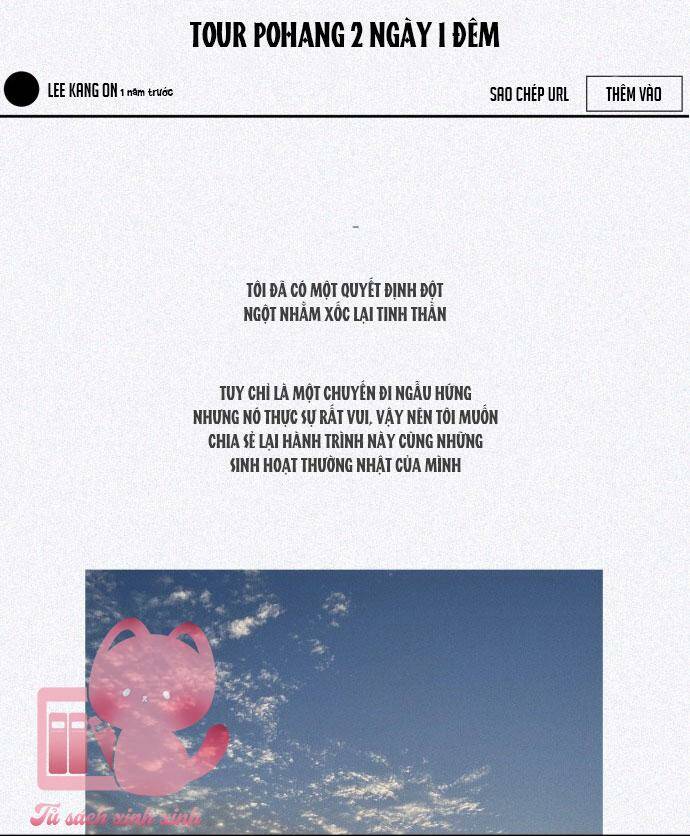 TOUR POHANG 2 NGÀY 1 ĐÊM
LEE KANG ON 1 năm trước
SAO CHÉP URL
THÊM VÀO
-
TÔI ĐÃ CÓ MỘT QUYẾT ĐỊNH ĐỘT
NGỘT NHẰM XỐC LẠI TINH THẦN
TUY CHỈ LÀ MỘT CHUYẾN ĐI NGẪU HỨNG
NHƯNG NÓ THỰC SỰ RẤT VUI, VẬY NÊN TÔI MUỐN
CHIA SẺ LẠI HÀNH TRÌNH NÀY CÙNG NHỮNG
SINH HOẠT THƯỜNG NHẬT CỦA MÌNH
Tủ sách xinh xinh